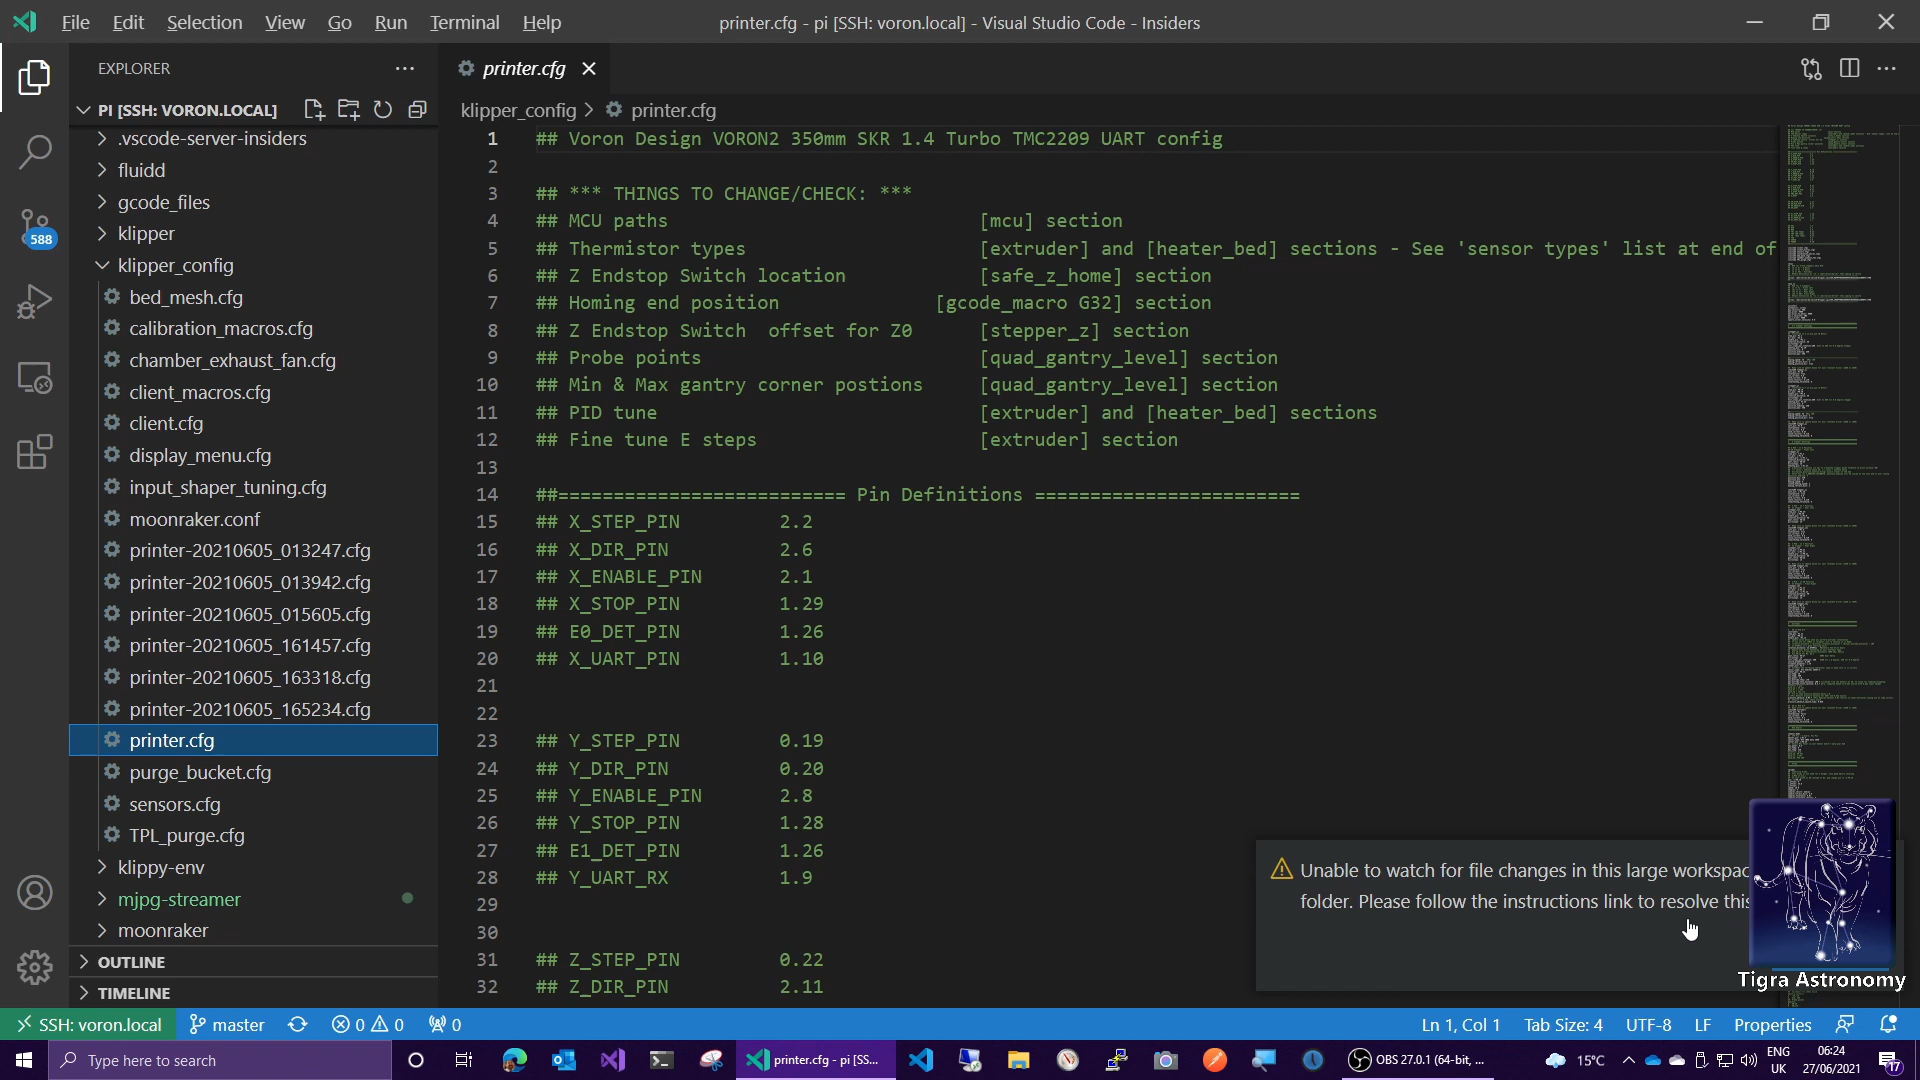 File Edit Selection View Go Run Terminal Help
printer.cfg - pi [SSH: voron.local] - Visual Studio Code - Insiders
EXPLORER
PI [SSH: VORON.LOCAL]
.vscode-server-insiders
fluidd
gcode_files
klipper
klipper_config
bed_mesh.cfg
calibration_macros.cfg
chamber_exhaust_fan.cfg
client_macros.cfg
client.cfg
display_menu.cfg
input_shaper_tuning.cfg
moonraker.conf
printer-20210605_013247.cfg
printer-20210605_013942.cfg
printer-20210605_015605.cfg
printer-20210605_161457.cfg
printer-20210605_163318.cfg
printer-20210605_165234.cfg
printer.cfg
purge_bucket.cfg
sensors.cfg
TPL_purge.cfg
klippy-env
mjpg-streamer
moonraker
OUTLINE
TIMELINE
588
printer.cfg
klipper_config > printer.cfg
1 ## Voron Design VORON2 350mm SKR 1.4 Turbo TMC2209 UART config
2
3 ## *** THINGS TO CHANGE/CHECK: ***
4 ## MCU paths [mcu] section
5 ## Thermistor types [extruder] and [heater_bed] sections - See 'sensor types' list at end of
6 ## Z Endstop Switch location [safe_z_home] section
7 ## Homing end position [gcode_macro G32] section
8 ## Z Endstop Switch offset for Z0 [stepper_z] section
9 ## Probe points [quad_gantry_level] section
10 ## Min & Max gantry corner postions [quad_gantry_level] section
11 ## PID tune [extruder] and [heater_bed] sections
12 ## Fine tune E steps [extruder] section
13
14 ##========================== Pin Definitions ========================
15 ## X_STEP_PIN 2.2
16 ## X_DIR_PIN 2.6
17 ## X_ENABLE_PIN 2.1
18 ## X_STOP_PIN 1.29
19 ## E0_DET_PIN 1.26
20 ## X_UART_PIN 1.10
21
22
23 ## Y_STEP_PIN 0.19
24 ## Y_DIR_PIN 0.20
25 ## Y_ENABLE_PIN 2.8
26 ## Y_STOP_PIN 1.28
27 ## E1_DET_PIN 1.26
28 ## Y_UART_RX 1.9
29
30
31 ## Z_STEP_PIN 0.22
32 ## Z_DIR_PIN 2.11
Unable to watch for file changes in this large workspac
folder. Please follow the instructions link to resolve this
Tigra Astronomy
SSH: voron.local master 0 0 0 Ln 1, Col 1 Tab Size: 4 UTF-8 LF Properties
Type here to search
printer.cfg - pi [SS...
OBS 27.0.1 (64-bit, ...
15°C
ENG
UK
06:24
27/06/2021
17